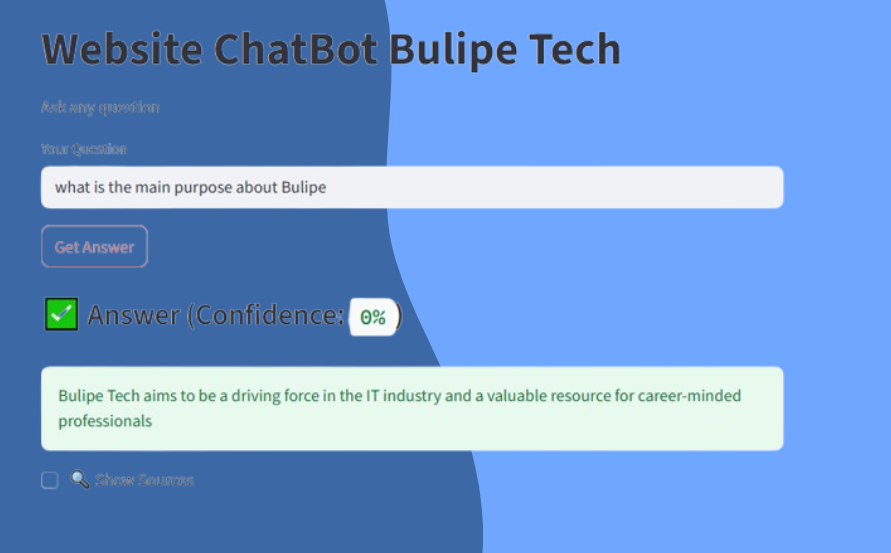 Website ChatBot Bulipe Tech
Ask any question
Your Question
what is the main purpose about Bulipe
Get Answer
Answer (Confidence: 0%)
Bulipe Tech aims to be a driving force in the IT industry and a valuable resource for career-minded
professionals
Show Sources